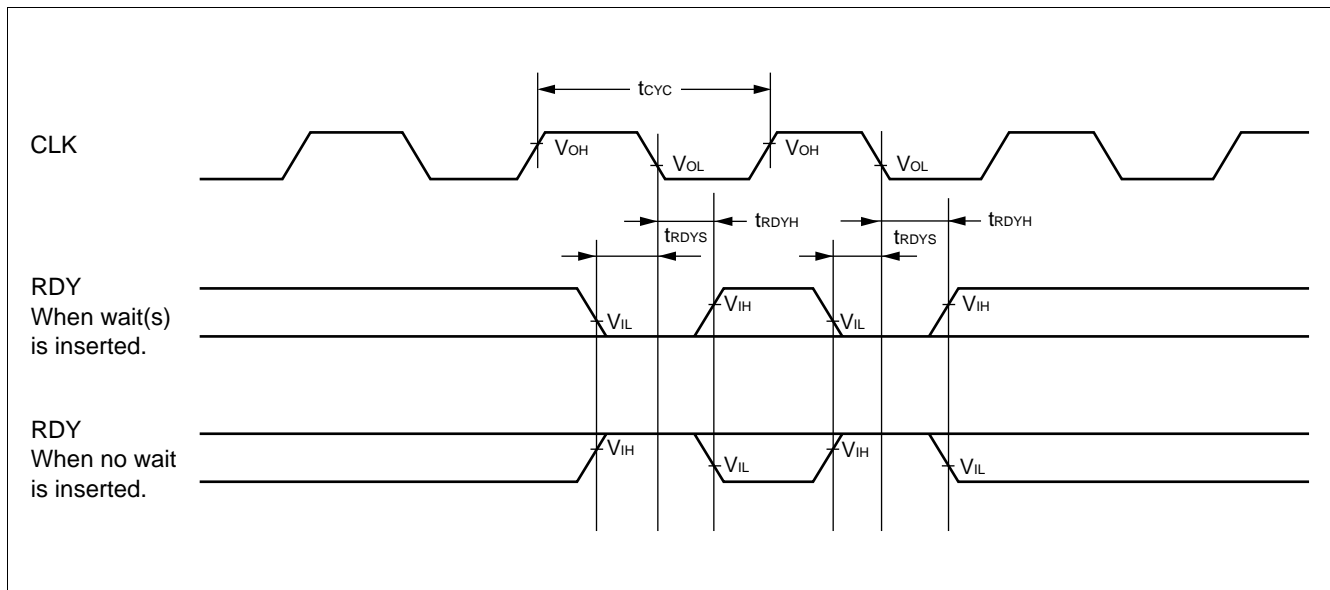 tCYC
CLK
VOH
VOL
VOH
VOL
tRDYS
tRDYH
tRDYS
tRDYH
RDY
When wait(s)
is inserted.
VIL
VIH
VIL
VIH
RDY
When no wait
is inserted.
VIH
VIL
VIH
VIL